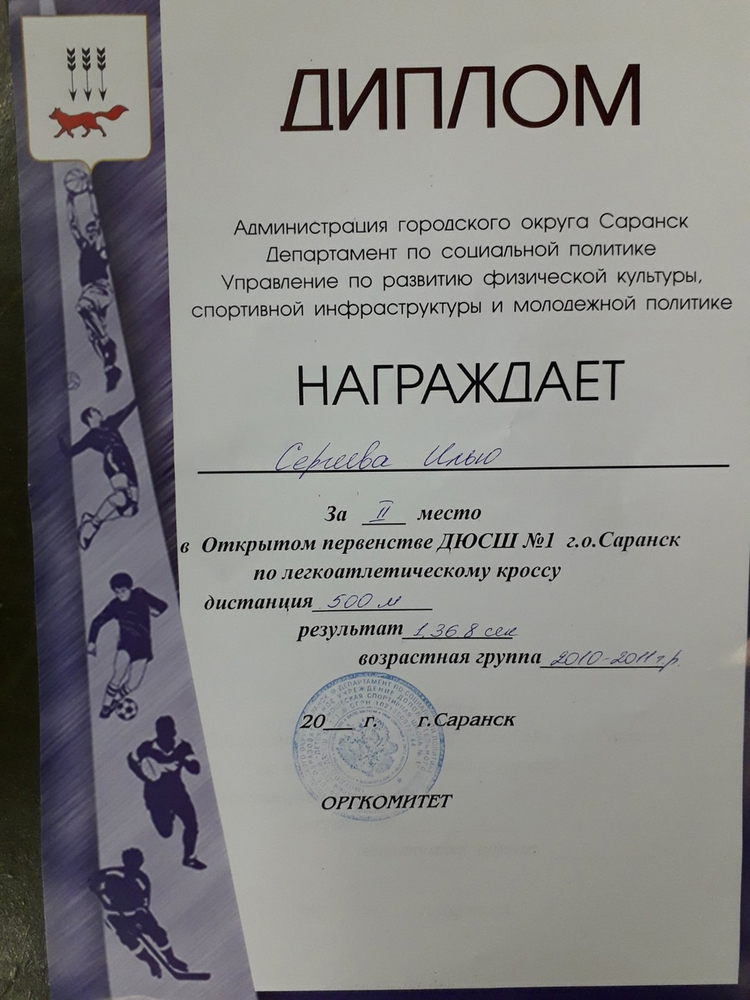 ДИПЛОМ
Администрация городского округа Саранск
Департамент по социальной политике
Управление по развитию физической культуры,
спортивной инфраструктуры и молодежной политике
НАГРАЖДАЕТ
Сергеева Илью
За II место
в Открытом первенстве ДЮСШ №1 г.о.Саранск
по легкоатлетическому кроссу
дистанция 500 м
результат 1,36 8 сек
возрастная группа 2010-2011 г.р.
20___ г. г.Саранск
ОРГКОМИТЕТ